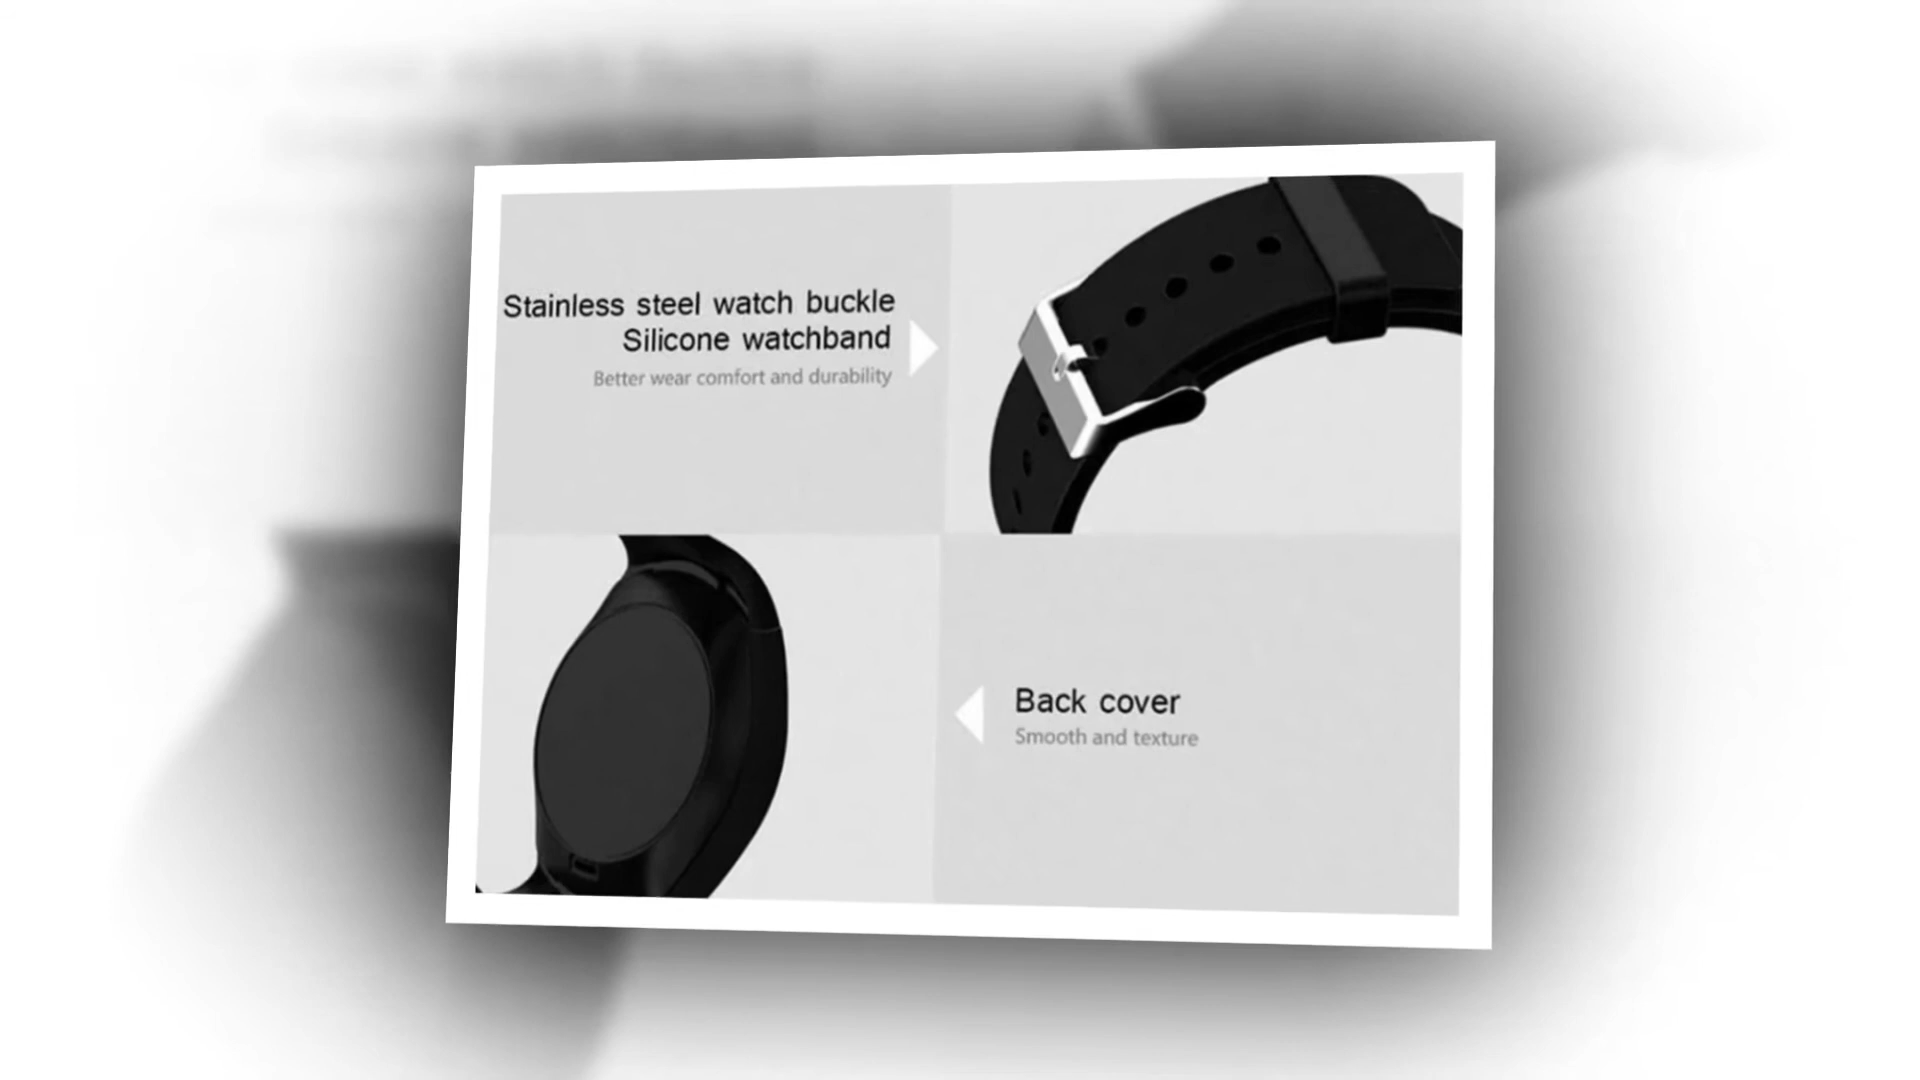 Stainless steel watch buckle
Silicone watchband
Better wear comfort and durability
Back cover
Smooth and texture